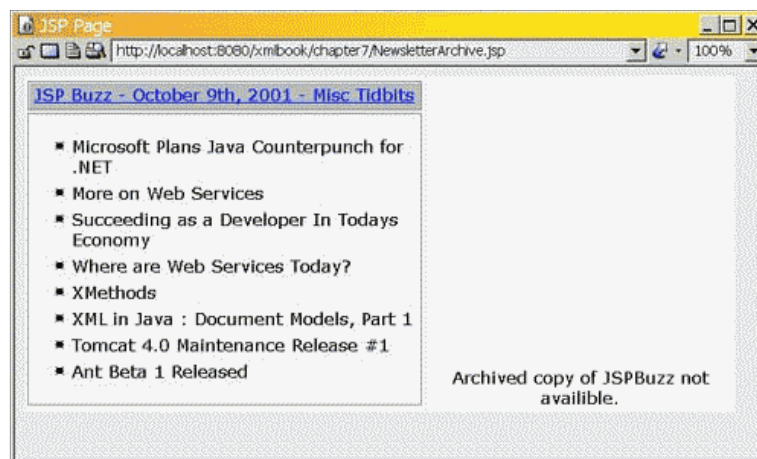 JSP Page
http://localhost:8080/xmlbook/chapter7/NewsletterArchive.jsp
100%
JSP Buzz - October 9th, 2001 - Misc Tidbits
Microsoft Plans Java Counterpunch for
.NET
More on Web Services
Succeeding as a Developer In Todays
Economy
Where are Web Services Today?
XMethods
XML in Java : Document Models, Part 1
Tomcat 4.0 Maintenance Release #1
Ant Beta 1 Released
Archived copy of JSPBuzz not
availible.